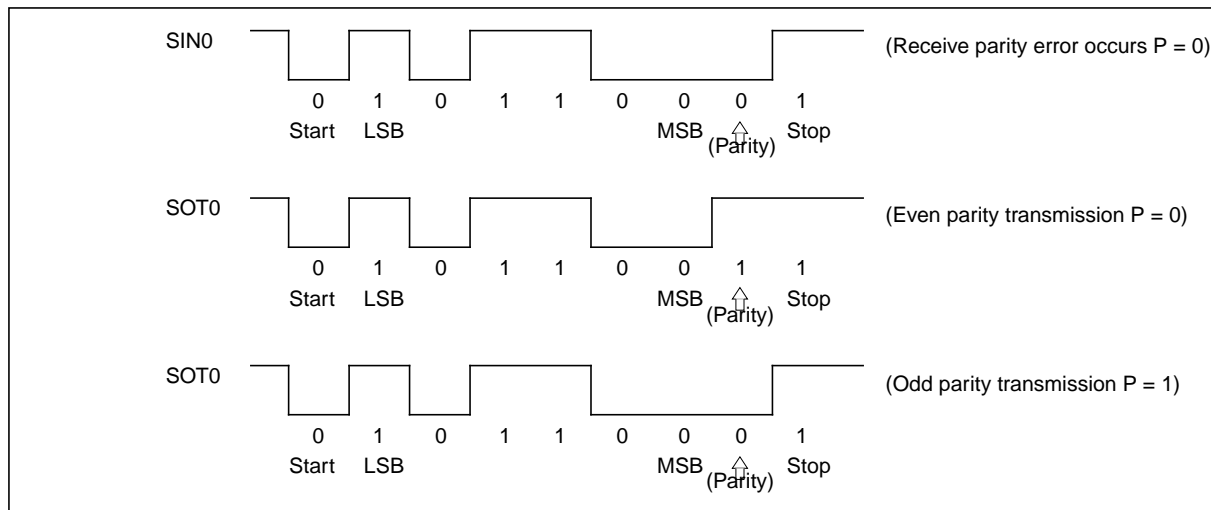 SIN0 (Receive parity error occurs P = 0)
0 1 0 1 1 0 0 0 1
Start LSB MSB Stop
(Parity)
SOT0 (Even parity transmission P = 0)
0 1 0 1 1 0 0 1 1
Start LSB MSB Stop
(Parity)
SOT0 (Odd parity transmission P = 1)
0 1 0 1 1 0 0 0 1
Start LSB MSB Stop
(Parity)